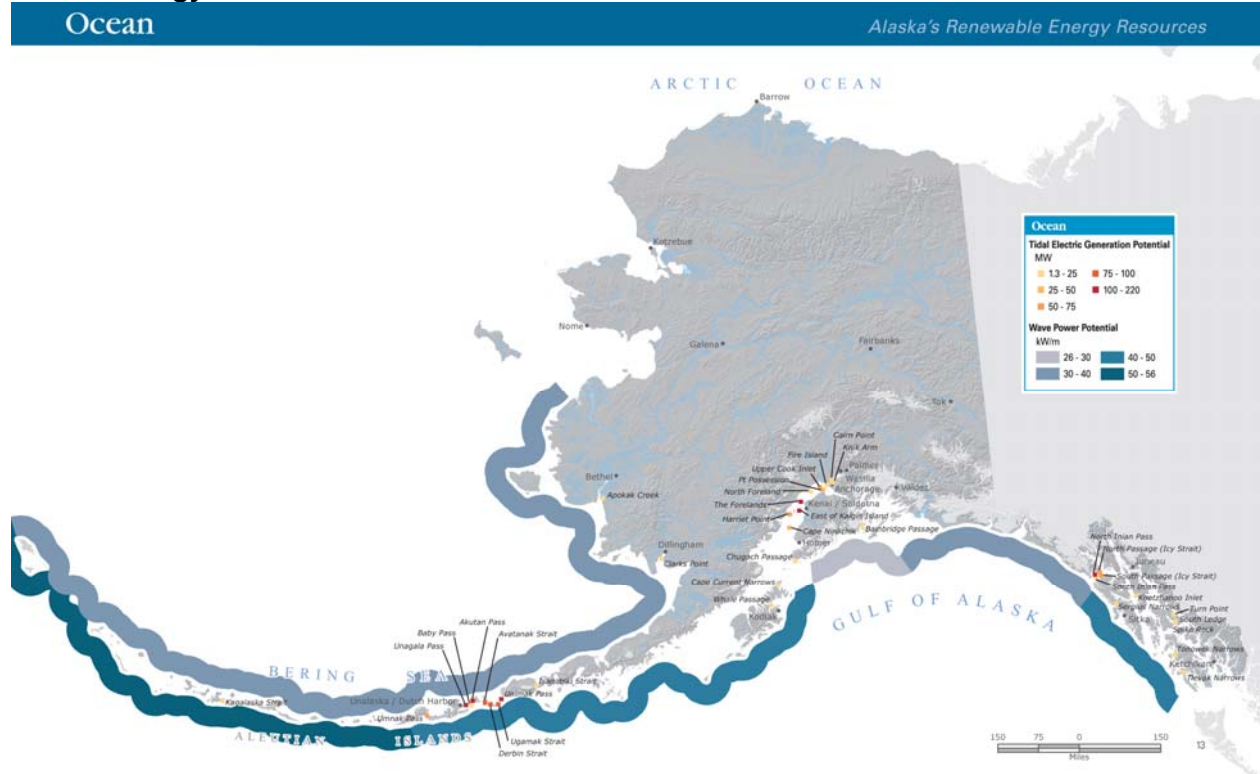 Ocean
Alaska's Renewable Energy Resources
ARCTIC OCEAN
Barrow
Kotzebue
Ocean
Tidal Electric Generation Potential
MW
1.3 - 25
75 - 100
25 - 50
100 - 220
50 - 75
Wave Power Potential
kW/m
26 - 30
40 - 50
30 - 40
50 - 56
Nome
Galena
Fairbanks
Tok
Cairn Point
Knik Arm
Fire Island
Upper Cook Inlet
Palmer
Wasilla
Pt Possession
Anchorage
North Foreland
Valdez
Bethel
Apokak Creek
The Forelands
Kenai / Soldotna
East of Kalgin Island
Harriet Point
Cape Ninilchik
Bainbridge Passage
Homer
Dillingham
Clarks Point
Chugach Passage
North Inian Pass
North Passage (Icy Strait)
Juneau
South Passage (Icy Strait)
South Inian Pass
Cape Current Narrows
Whale Passage
Kodiak
GULF OF ALASKA
Kootznahoo Inlet
Sergius Narrows
Sitka
Turn Point
South Ledge
Spike Rock
Tonowek Narrows
Ketchikan
Tlevak Narrows
Akutan Pass
Baby Pass
Avatanak Strait
Unagala Pass
BERING SEA
Isanotski Strait
Unimak Pass
Kagalaska Strait
Unalaska / Dutch Harbor
Umnak Pass
ALEUTIAN ISLANDS
Ugamak Strait
Derbin Strait
150 75 0 150
Miles
13